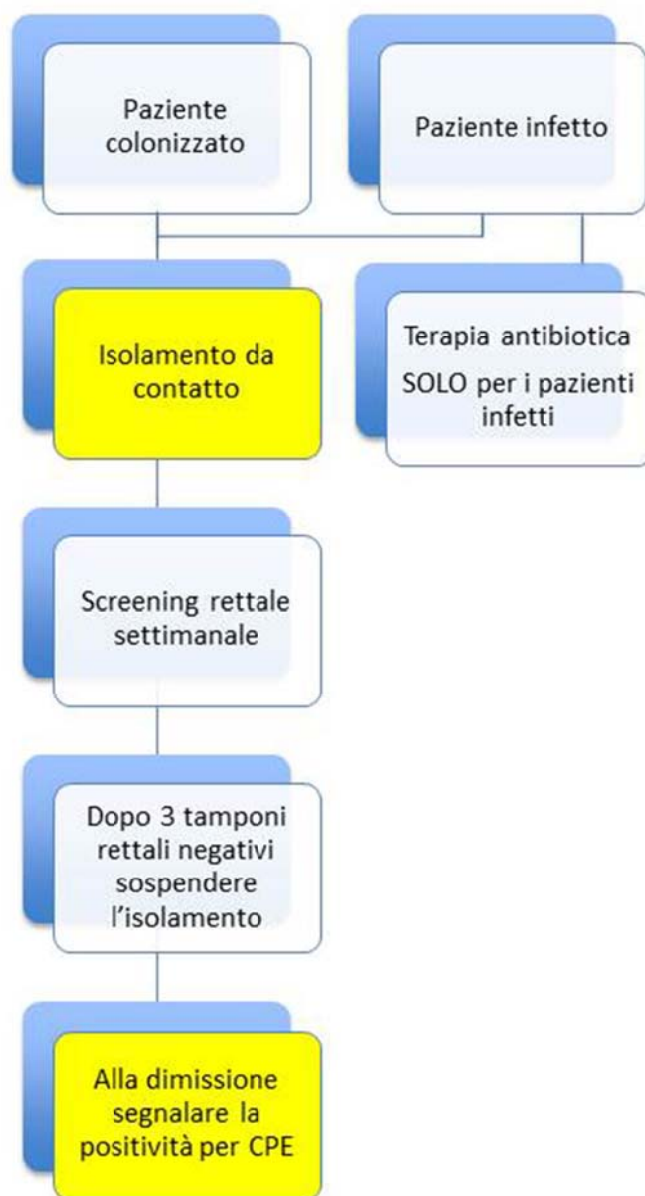 Paziente
colonizzato
Paziente infetto
Isolamento da
contatto
Terapia antibiotica
SOLO per i pazienti
infetti
Screening rettale
settimanale
Dopo 3 tamponi
rettali negativi
sospendere
l'isolamento
Alla dimissione
segnalare la
positività per CPE